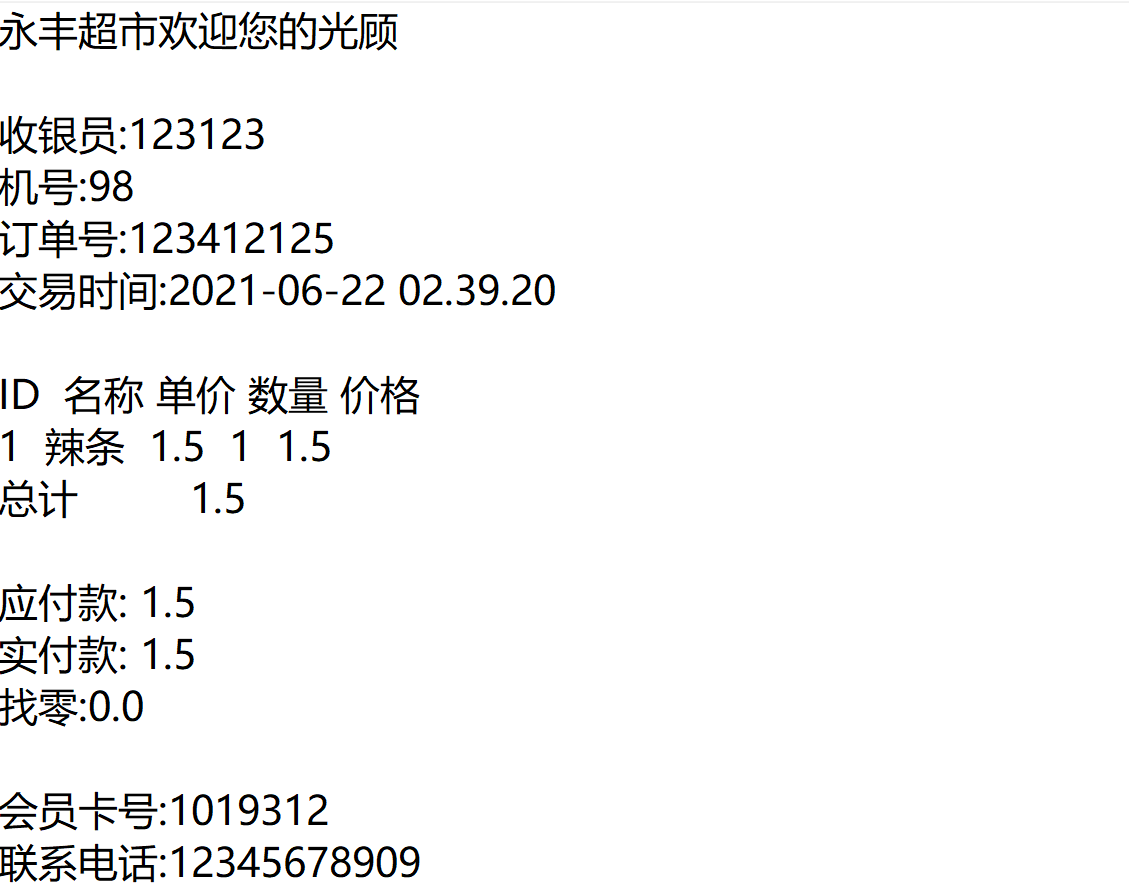 永丰超市欢迎您的光顾
收银员:123123
机号:98
订单号:123412125
交易时间:2021-06-22 02.39.20
ID 名称 单价 数量 价格
1 辣条 1.5 1 1.5
总计 1.5
应付款: 1.5
实付款: 1.5
找零:0.0
会员卡号:1019312
联系电话:12345678909